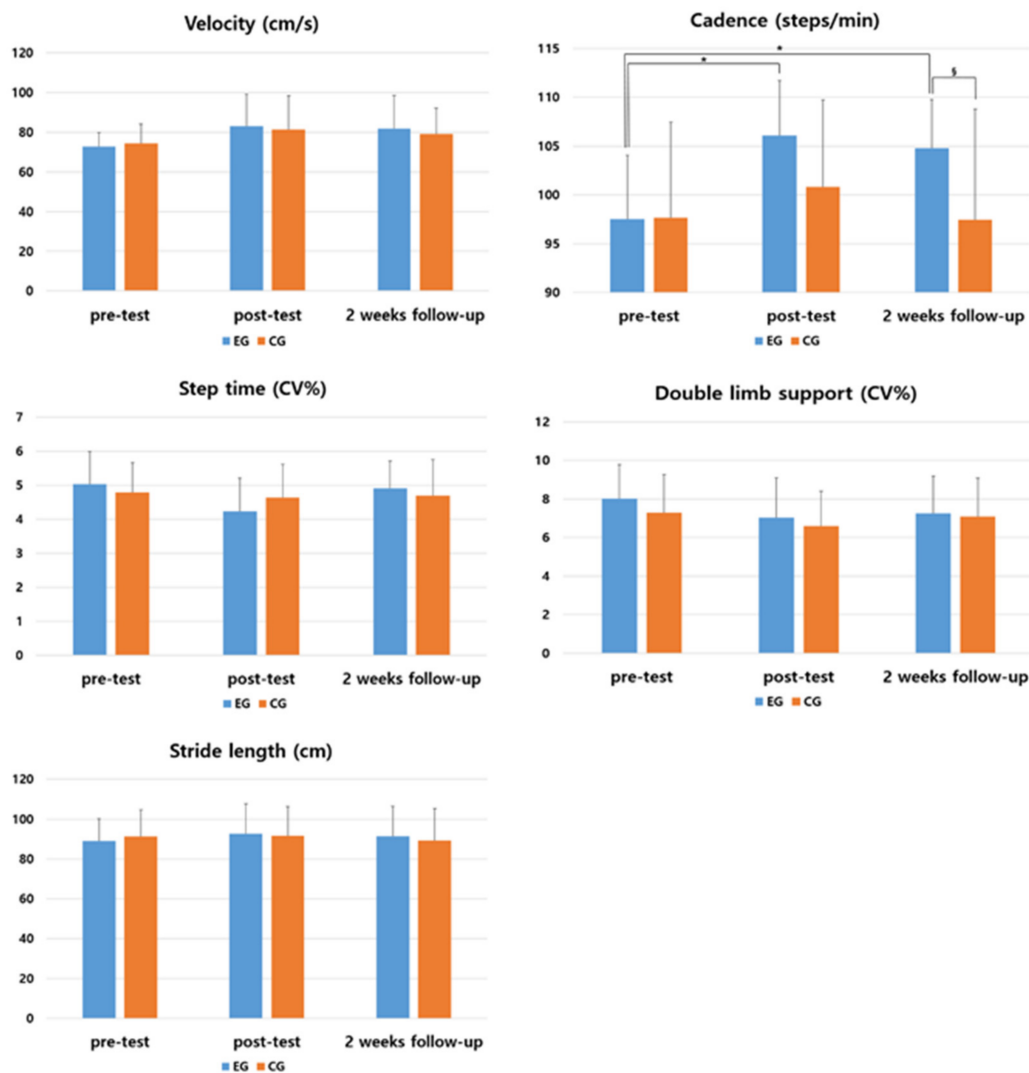 Velocity (cm/s)
120
100
80
60
40
20
0
pre-test post-test 2 weeks follow-up
EG CG
Cadence (steps/min)
115
110
105
100
95
90
* * §
pre-test post-test 2 weeks follow-up
EG CG
Step time (CV%)
7
6
5
4
3
2
1
0
pre-test post-test 2 weeks follow-up
EG CG
Double limb support (CV%)
12
10
8
6
4
2
0
pre-test post-test 2 weeks follow-up
EG CG
Stride length (cm)
120
100
80
60
40
20
0
pre-test post-test 2 weeks follow-up
EG CG